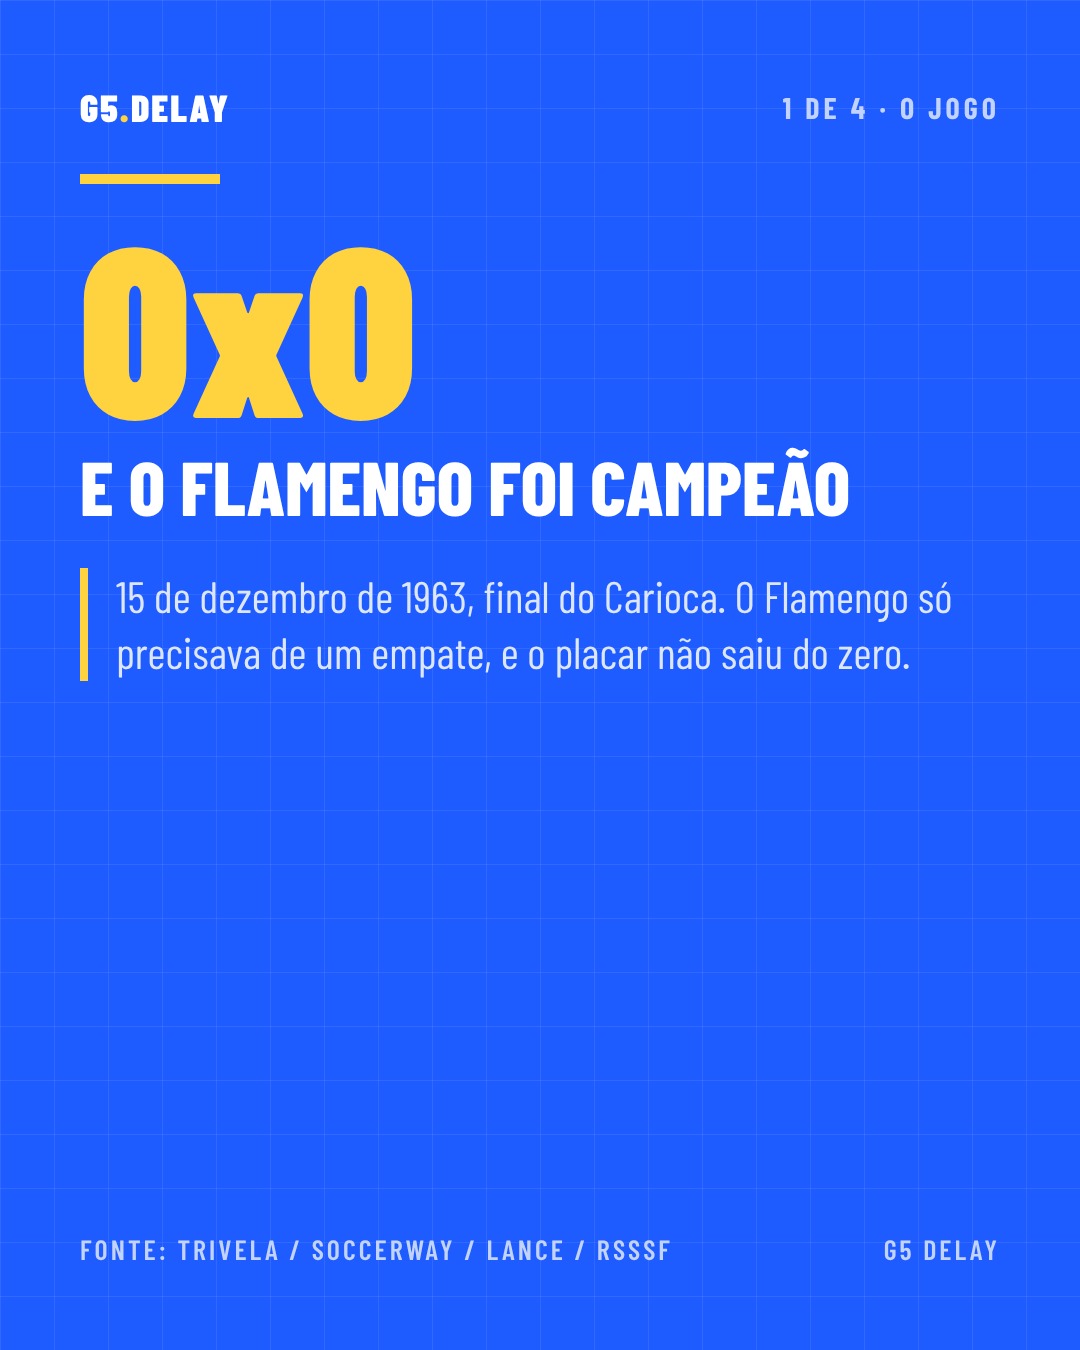 G5.DELAY
1 DE 4 · O JOGO
0x0
E O FLAMENGO FOI CAMPEÃO
15 de dezembro de 1963, final do Carioca. O Flamengo só
precisava de um empate, e o placar não saiu do zero.
FONTE: TRIVELA / SOCCERWAY / LANCE / RSSSF
G5 DELAY